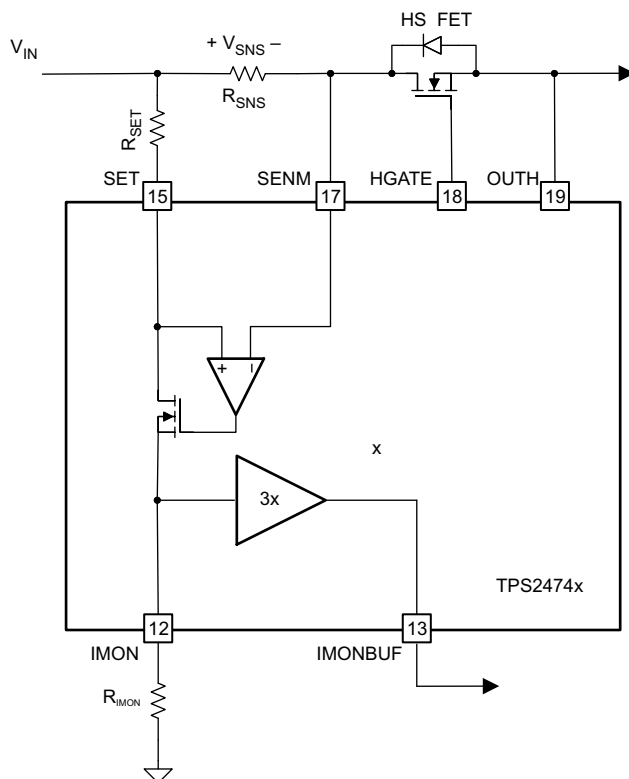 HS FET
V_IN
+ V_SNS –
R_SNS
R_SET
SET
SENM
HGATE
OUTH
15
17
18
19
+ –
x
3x
TPS2474x
12
13
IMON
IMONBUF
R_IMON